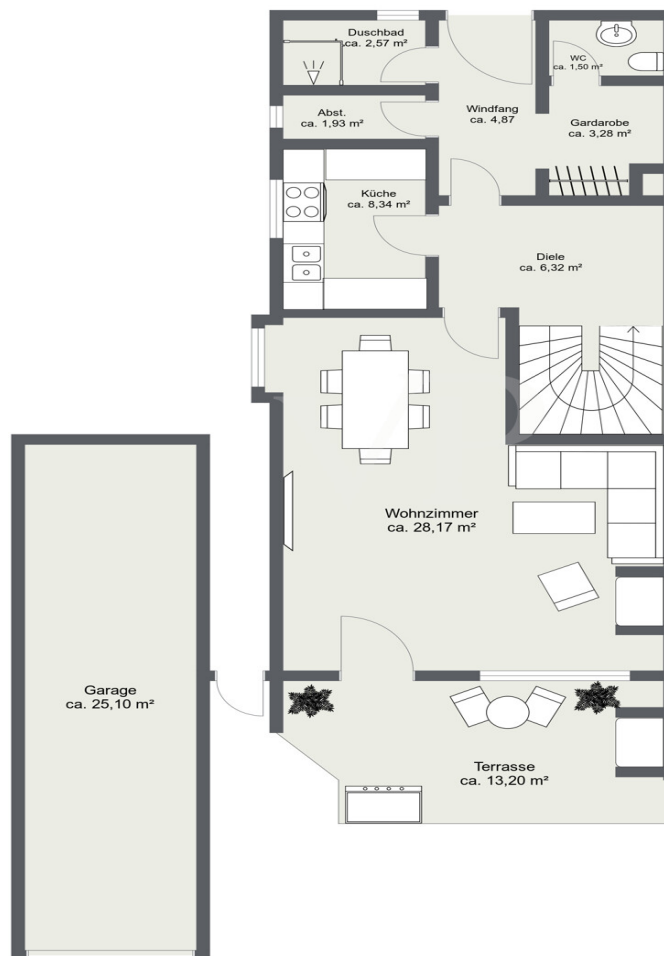 Duschbad
ca. 2,57 m²
WC
ca. 1,50 m²
Abst.
ca. 1,93 m²
Windfang
ca. 4,87
Gardarobe
ca. 3,28 m²
Küche
ca. 8,34 m²
Diele
ca. 6,32 m²
Wohnzimmer
ca. 28,17 m²
Garage
ca. 25,10 m²
Terrasse
ca. 13,20 m²